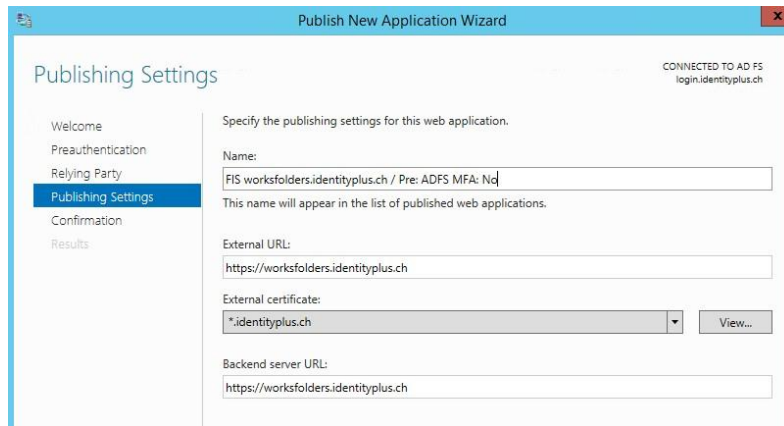 Publish New Application Wizard
x
Publishing Settings
CONNECTED TO AD FS
login.identityplus.ch
Welcome
Preauthentication
Relying Party
Publishing Settings
Confirmation
Results
Specify the publishing settings for this web application.
Name:
FIS worksfolders.identityplus.ch / Pre: ADFS MFA: No
This name will appear in the list of published web applications.
External URL:
https://worksfolders.identityplus.ch
External certificate:
*.identityplus.ch
View...
Backend server URL:
https://worksfolders.identityplus.ch